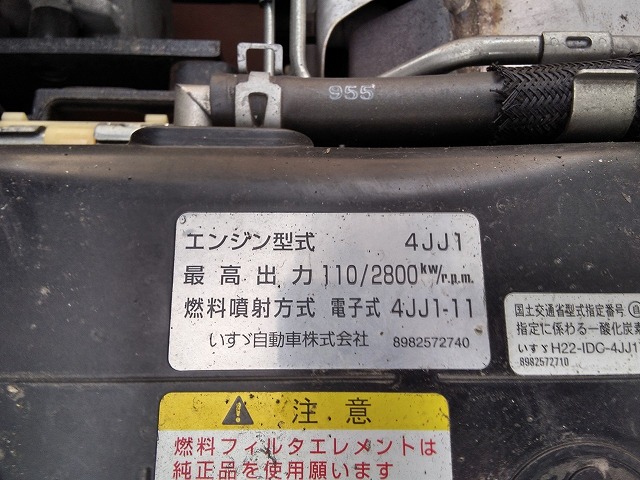 955
エンジン型式 4JJ1
最高出力 110/2800kw/r.p.m.
燃料噴射方式 電子式 4JJ1-11
いすゞ自動車株式会社 8982572740
国土交通省型式指定番号
指定に係わる一酸化炭素
いすゞH22-IDC-4JJ1
8982572710
注意
燃料フィルタエレメントは
純正品を使用願います